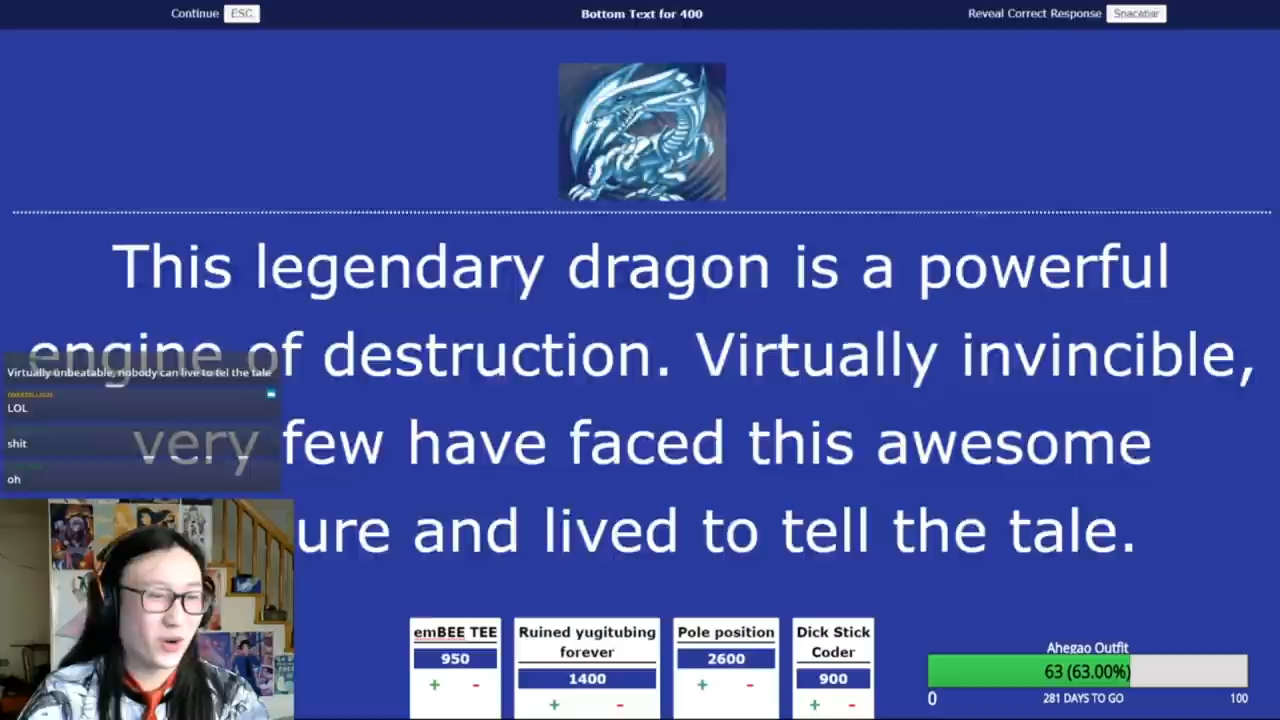 Continue ESC
Bottom Text for 400
Reveal Correct Response Spacebar
This legendary dragon is a powerful
engine of destruction. Virtually invincible,
very few have faced this awesome
ure and lived to tell the tale.
Virtually unbeatable, nobody can live to tel the tale
LOL
shit
oh
emBEE TEE
950
+ -
Ruined yugitubing
forever
1400
+ -
Pole position
2600
+ -
Dick Stick
Coder
900
+ -
Ahegao Outfit
63 (63.00%)
0 281 DAYS TO GO 100